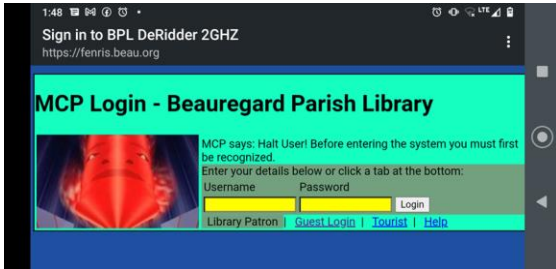 1:48
Sign in to BPL DeRidder 2GHZ
https://fenris.beau.org
MCP Login - Beauregard Parish Library
MCP says: Halt User! Before entering the system you must first
be recognized.
Enter your details below or click a tab at the bottom:
Username Password
Login
Library Patron | Guest Login | Tourist | Help